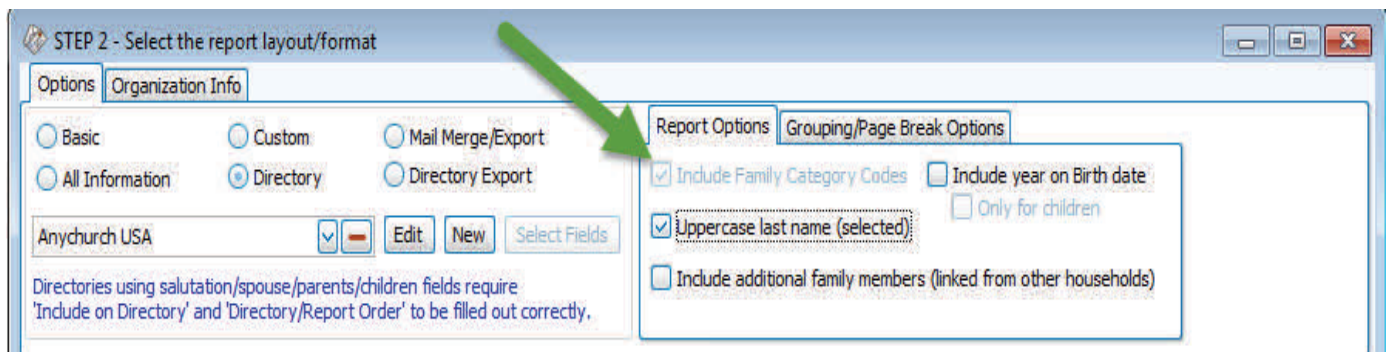 STEP 2 - Select the report layout/format
Options Organization Info
Basic Custom Mail Merge/Export
All Information Directory Directory Export
Anychurch USA Edit New Select Fields
Directories using salutation/spouse/parents/children fields require
'Include on Directory' and 'Directory/Report Order' to be filled out correctly.
Report Options Grouping/Page Break Options
Include Family Category Codes Include year on Birth date
Only for children
Uppercase last name (selected)
Include additional family members (linked from other households)